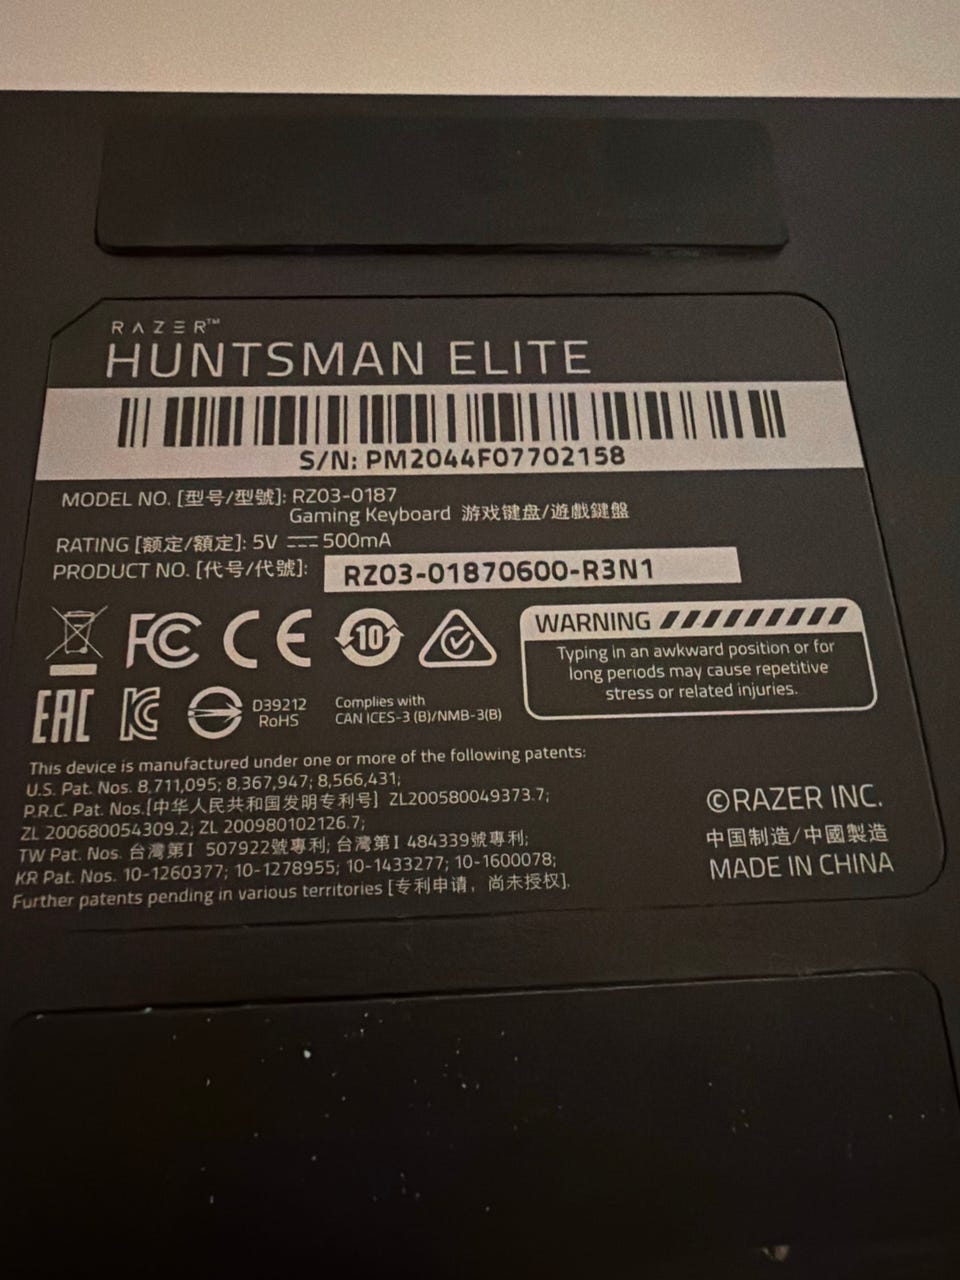 RAZER™
HUNTSMAN ELITE
S/N: PM2044F07702158
MODEL NO. [型号/型號]: RZ03-0187
Gaming Keyboard 游戏键盘/遊戲鍵盤
RATING [额定/額定]: 5V ⎓ 500mA
PRODUCT NO. [代号/代號]: RZ03-01870600-R3N1
FC CE 10
WARNING
Typing in an awkward position or for
long periods may cause repetitive
stress or related injuries.
EAC KC D39212
RoHS
Complies with
CAN ICES-3 (B)/NMB-3(B)
This device is manufactured under one or more of the following patents:
U.S. Pat. Nos. 8,711,095; 8,367,947; 8,566,431;
P.R.C. Pat. Nos.[中华人民共和国发明专利号] ZL200580049373.7;
ZL 200680054309.2; ZL 200980102126.7;
TW Pat. Nos. 台灣第I 507922號專利; 台灣第I 484339號專利;
KR Pat. Nos. 10-1260377; 10-1278955; 10-1433277; 10-1600078;
Further patents pending in various territories [专利申请，尚未授权].
©RAZER INC.
中国制造/中國製造
MADE IN CHINA